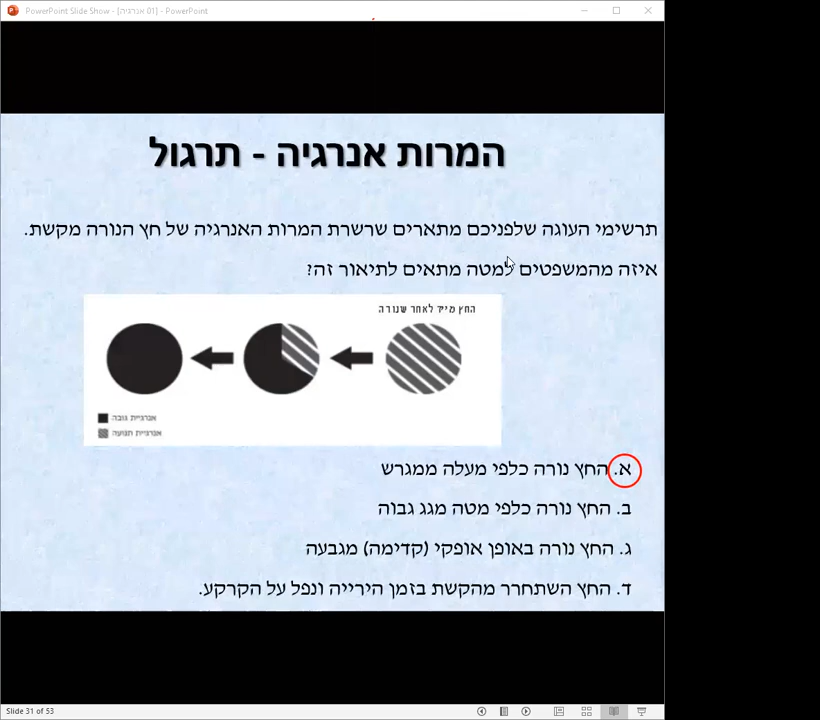 PowerPoint Slide Show - [אנרגיה 01] - PowerPoint
המרות אנרגיה - תרגול
תרשימי העוגה שלפניכם מתארים שרשרת המרות האנרגיה של חץ הנורה מקשת.
איזה מהמשפטים למטה מתאים לתיאור זה?
החץ מייד לאחר שנורה
אנרגיית גובה
אנרגיית תנועה
א. החץ נורה כלפי מעלה ממגרש
ב. החץ נורה כלפי מטה מגג גבוה
ג. החץ נורה באופן אופקי (קדימה) מגבעה
ד. החץ השתחרר מהקשת בזמן הירייה ונפל על הקרקע.
Slide 31 of 53